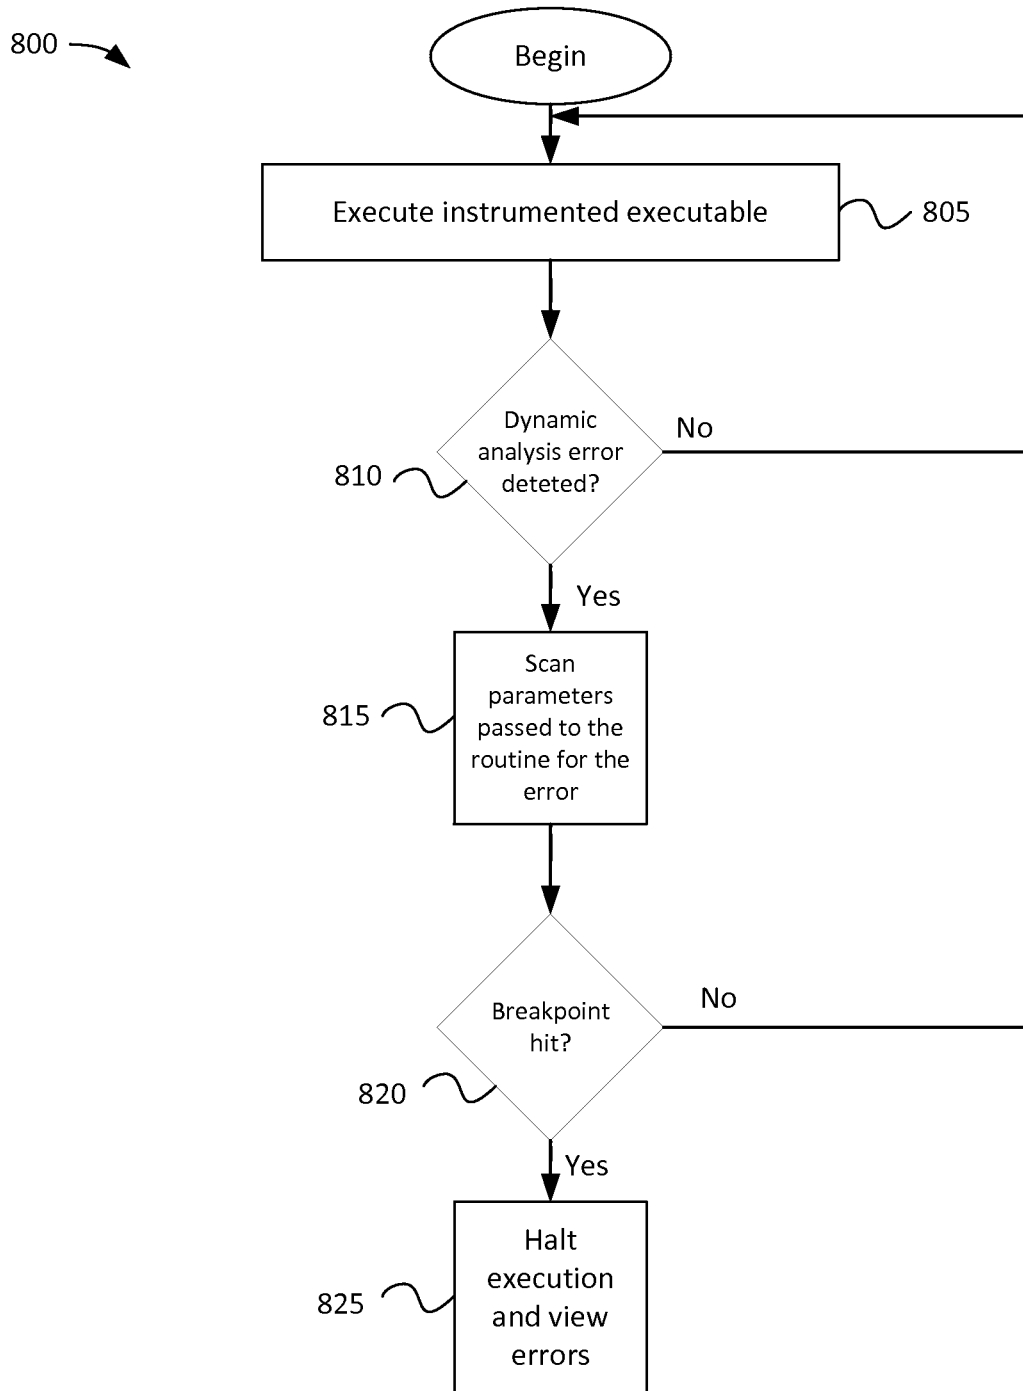 800
Begin
Execute instrumented executable
805
Dynamic
analysis error
deteted?
No
810
Yes
Scan
parameters
passed to the
routine for the
error
815
Breakpoint
hit?
No
820
Yes
Halt
execution
and view
errors
825